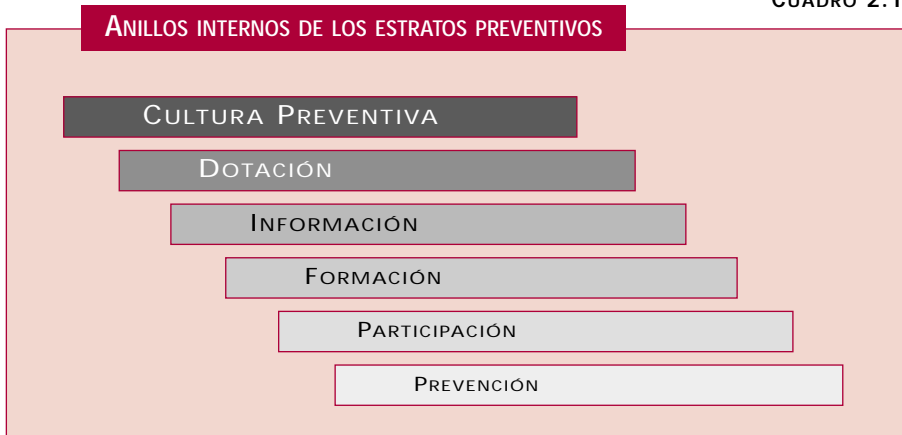 CUADRO 2.1
ANILLOS INTERNOS DE LOS ESTRATOS PREVENTIVOS
CULTURA PREVENTIVA
DOTACIÓN
INFORMACIÓN
FORMACIÓN
PARTICIPACIÓN
PREVENCIÓN